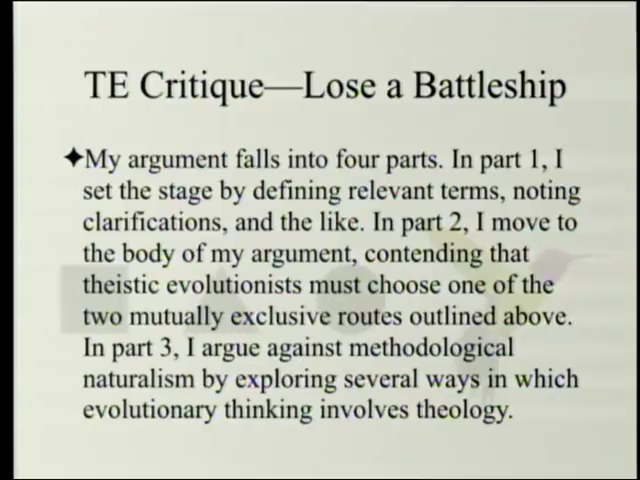 TE Critique—Lose a Battleship
✦My argument falls into four parts. In part 1, I
set the stage by defining relevant terms, noting
clarifications, and the like. In part 2, I move to
the body of my argument, contending that
theistic evolutionists must choose one of the
two mutually exclusive routes outlined above.
In part 3, I argue against methodological
naturalism by exploring several ways in which
evolutionary thinking involves theology.